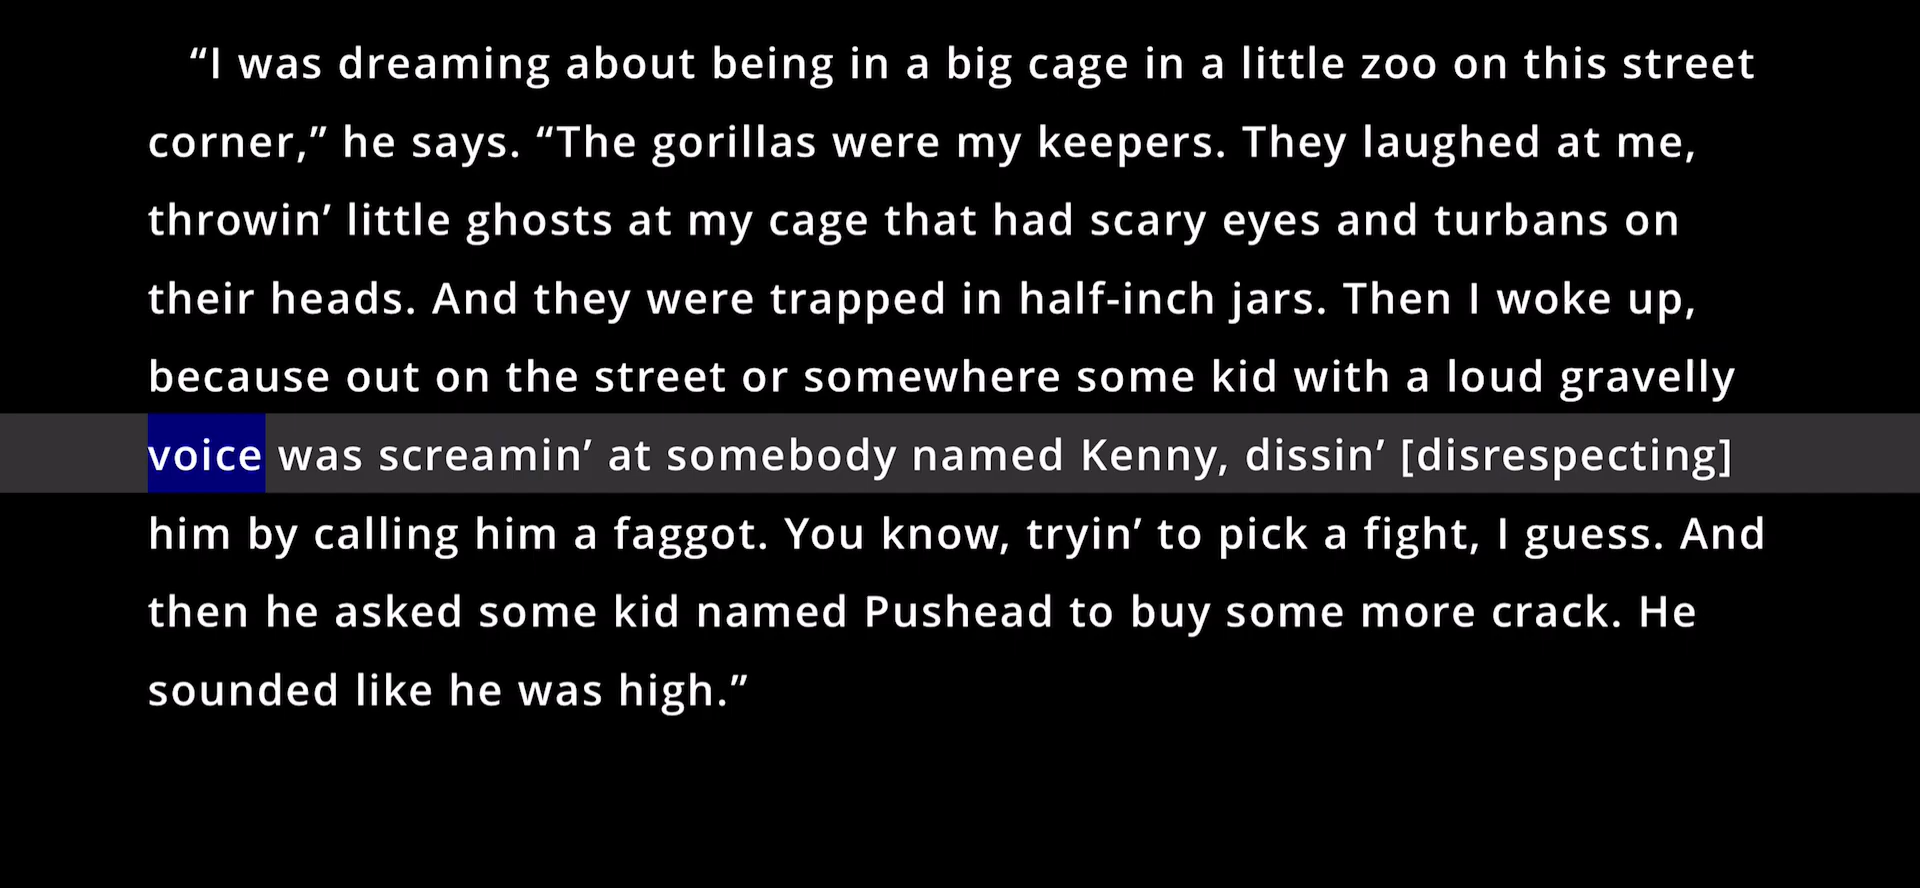 “I was dreaming about being in a big cage in a little zoo on this street
corner,” he says. “The gorillas were my keepers. They laughed at me,
throwin’ little ghosts at my cage that had scary eyes and turbans on
their heads. And they were trapped in half-inch jars. Then I woke up,
because out on the street or somewhere some kid with a loud gravelly
voice was screamin’ at somebody named Kenny, dissin’ [disrespecting]
him by calling him a faggot. You know, tryin’ to pick a fight, I guess. And
then he asked some kid named Pushead to buy some more crack. He
sounded like he was high.”